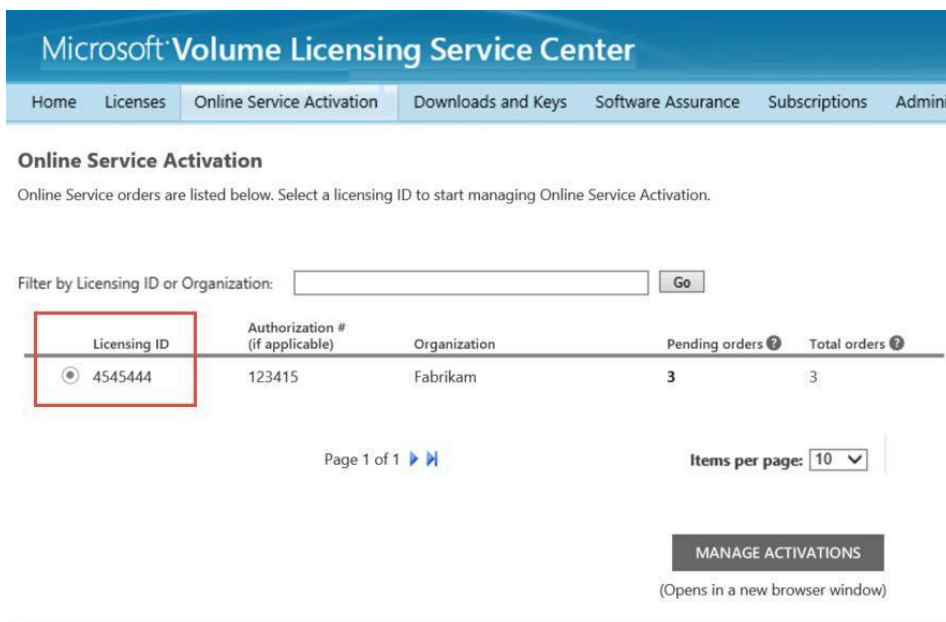 Microsoft Volume Licensing Service Center
Home Licenses Online Service Activation Downloads and Keys Software Assurance Subscriptions Admini
Online Service Activation
Online Service orders are listed below. Select a licensing ID to start managing Online Service Activation.
Filter by Licensing ID or Organization: Go
Licensing ID Authorization # (if applicable) Organization Pending orders ? Total orders ?
4545444 123415 Fabrikam 3 3
Page 1 of 1 Items per page: 10
MANAGE ACTIVATIONS
(Opens in a new browser window)